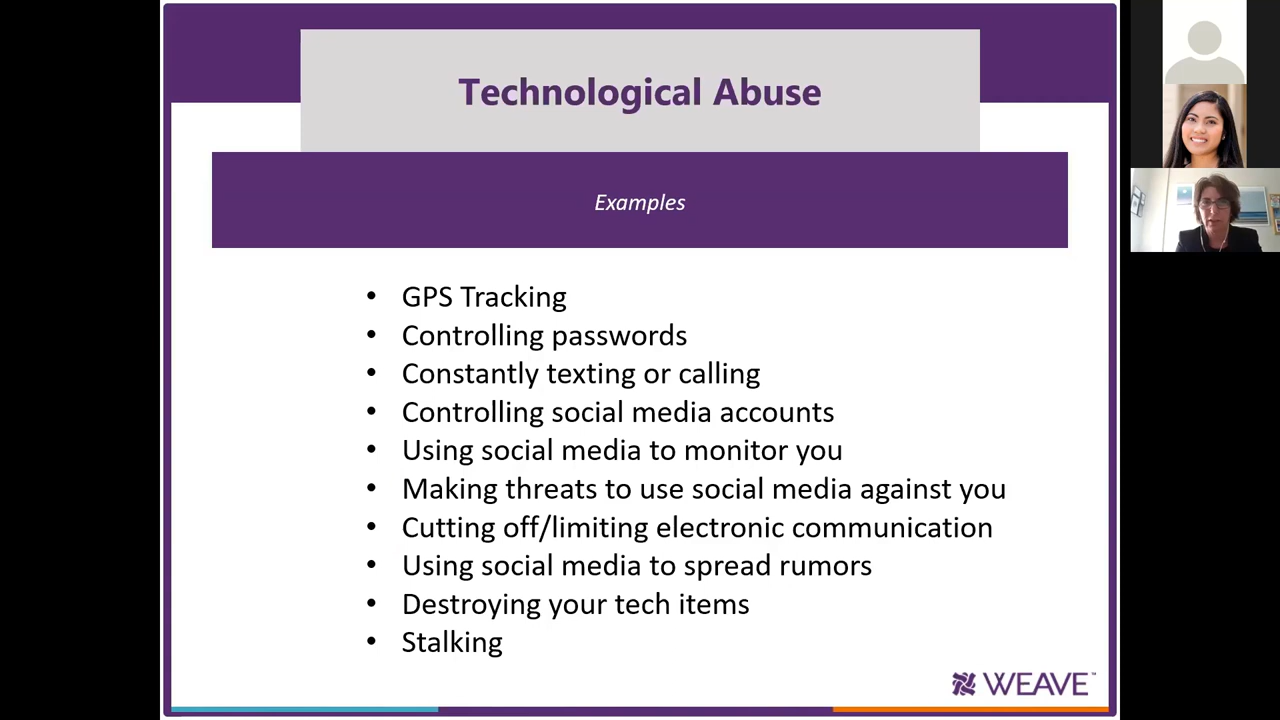 Technological Abuse
Examples
• GPS Tracking
• Controlling passwords
• Constantly texting or calling
• Controlling social media accounts
• Using social media to monitor you
• Making threats to use social media against you
• Cutting off/limiting electronic communication
• Using social media to spread rumors
• Destroying your tech items
• Stalking
WEAVE™